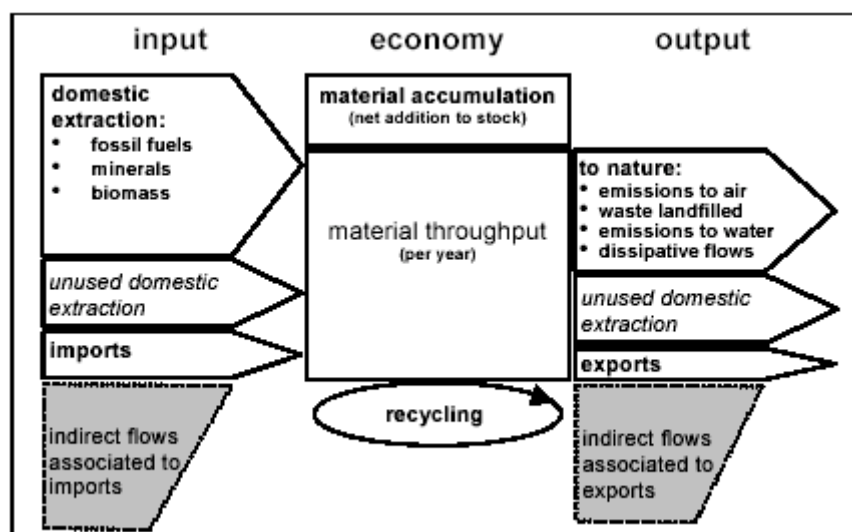 input
economy
output
domestic
extraction:
• fossil fuels
• minerals
• biomass
unused domestic
extraction
imports
indirect flows
associated to
imports
material accumulation
(net addition to stock)
material throughput
(per year)
recycling
to nature:
• emissions to air
• waste landfilled
• emissions to water
• dissipative flows
unused domestic
extraction
exports
indirect flows
associated to
exports